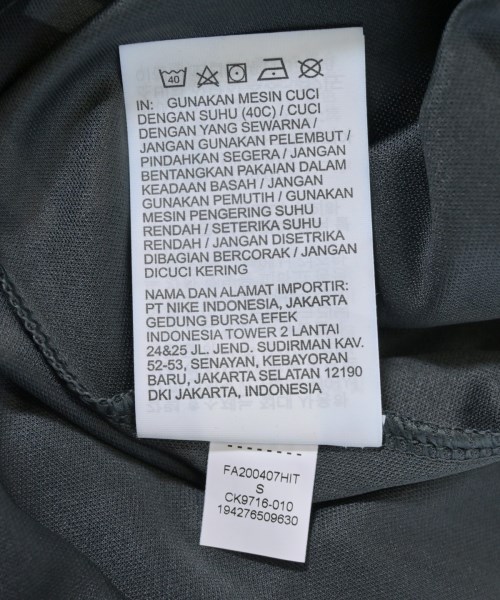 40
IN: GUNAKAN MESIN CUCI
DENGAN SUHU (40C) / CUCI
DENGAN YANG SEWARNA /
JANGAN GUNAKAN PELEMBUT /
PINDAHKAN SEGERA /
BENTANGKAN PAKAIAN DALAM
KEADAAN BASAH / JANGAN
GUNAKAN PEMUTIH / GUNAKAN
MESIN PENGERING SUHU
RENDAH / SETERIKA SUHU
RENDAH / JANGAN DISETRIKA
DIBAGIAN BERCORAK / JANGAN
DICUCI KERING
NAMA DAN ALAMAT IMPORTIR:
PT NIKE INDONESIA, JAKARTA
GEDUNG BURSA EFEK
INDONESIA TOWER 2 LANTAI
24&25 JL. JEND. SUDIRMAN KAV.
52-53, SENAYAN, KEBAYORAN
BARU, JAKARTA SELATAN 12190
DKI JAKARTA, INDONESIA
FA200407HIT
S
CK9716-010
194276509630